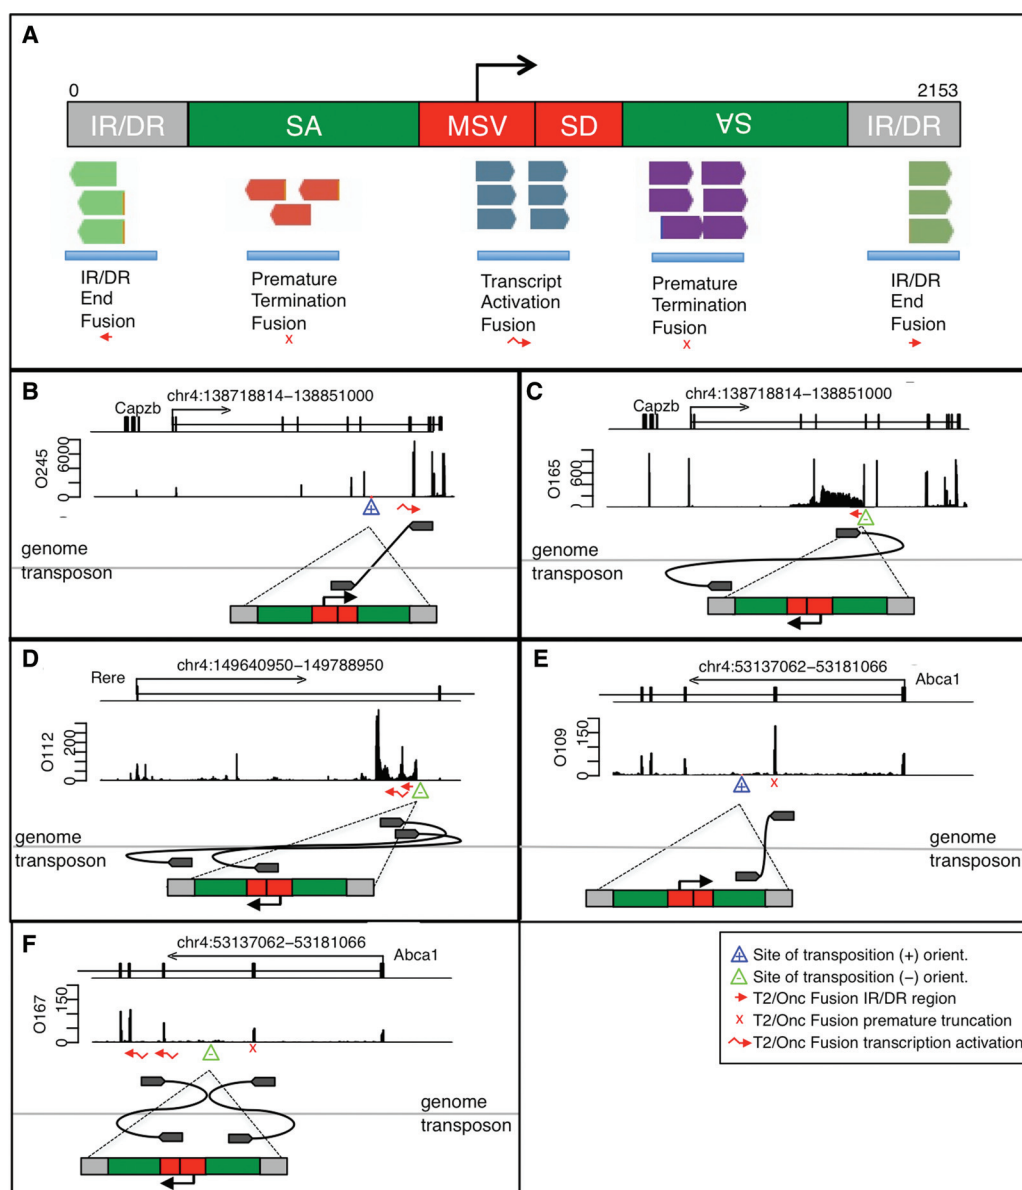 A
0
2153
IR/DR SA MSV SD SA IR/DR
IR/DR
End
Fusion
Premature
Termination
Fusion
x
Transcript
Activation
Fusion
Premature
Termination
Fusion
x
IR/DR
End
Fusion
B
chr4:138718814−138851000
Capzb
O245
0 6000
+
genome
transposon
C
chr4:138718814−138851000
Capzb
O165
0 600
-
genome
transposon
D
chr4:149640950−149788950
Rere
O112
0 200
-
genome
transposon
E
chr4:53137062−53181066
Abca1
O109
0 150
+
x
genome
transposon
F
chr4:53137062−53181066
Abca1
O167
0 150
-
x
genome
transposon
+ Site of transposition (+) orient.
- Site of transposition (−) orient.
T2/Onc Fusion IR/DR region
x T2/Onc Fusion premature truncation
T2/Onc Fusion transcription activation